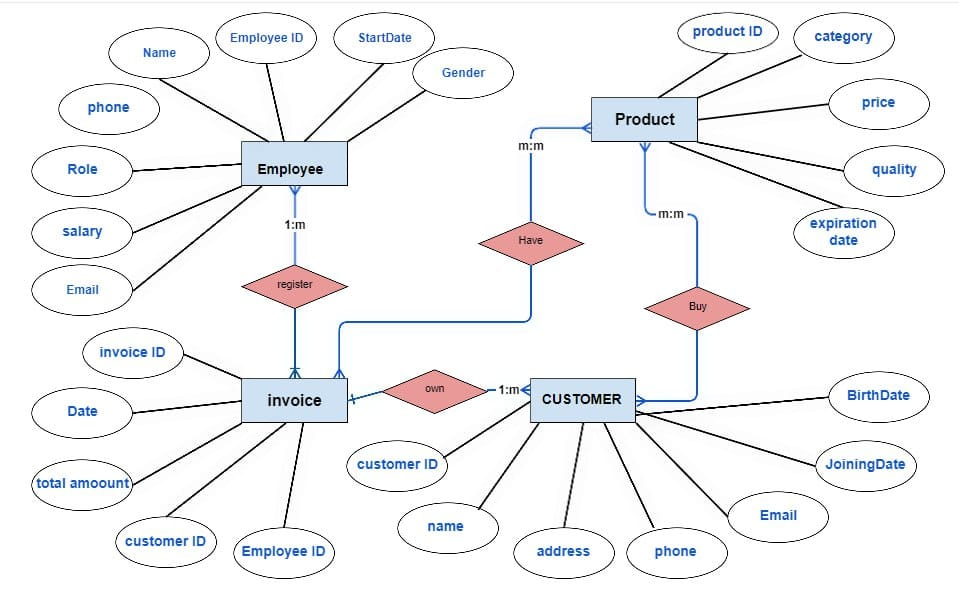 Name
Employee ID
StartDate
Gender
phone
Role
salary
Email
Employee
1:m
register
product ID
category
price
quality
expiration
date
Product
m:m
Have
m:m
Buy
invoice ID
Date
total amoount
customer ID
Employee ID
invoice
own
1:m
CUSTOMER
customer ID
name
address
phone
Email
JoiningDate
BirthDate